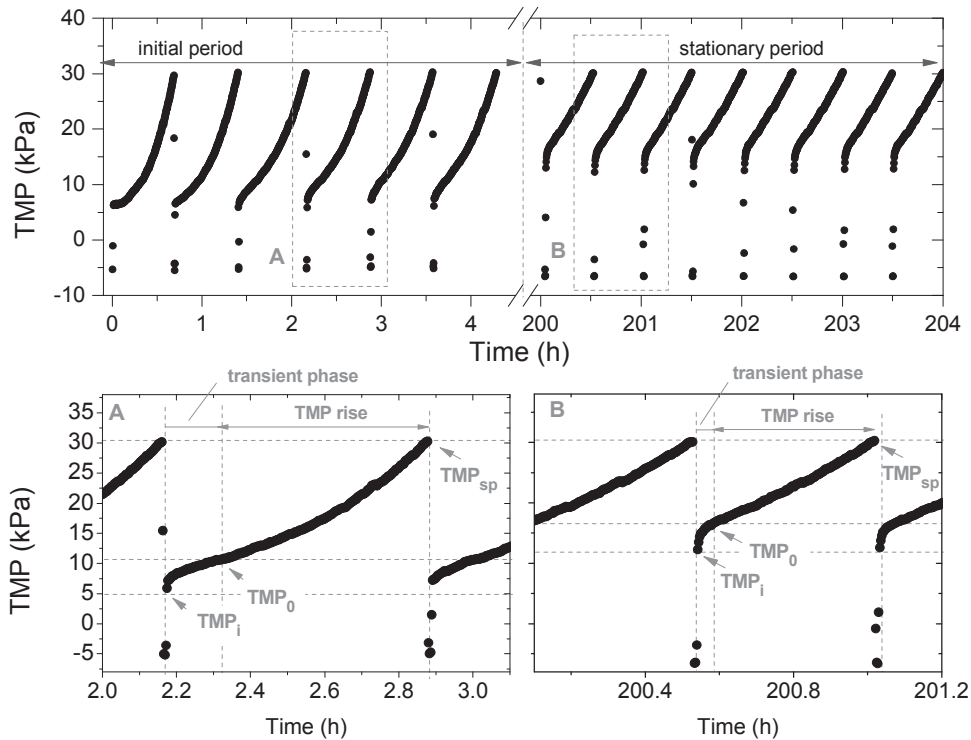 40
30
20
10
0
-10
TMP (kPa)
initial period
stationary period
A
B
0 1 2 3 4 200 201 202 203 204
Time (h)
transient phase
TMP rise
A
35
30
25
20
15
10
5
0
-5
TMP (kPa)
TMPsp
TMP0
TMPi
2.0 2.2 2.4 2.6 2.8 3.0
Time (h)
transient phase
TMP rise
B
TMPsp
TMP0
TMPi
200.4 200.8 201.2
Time (h)